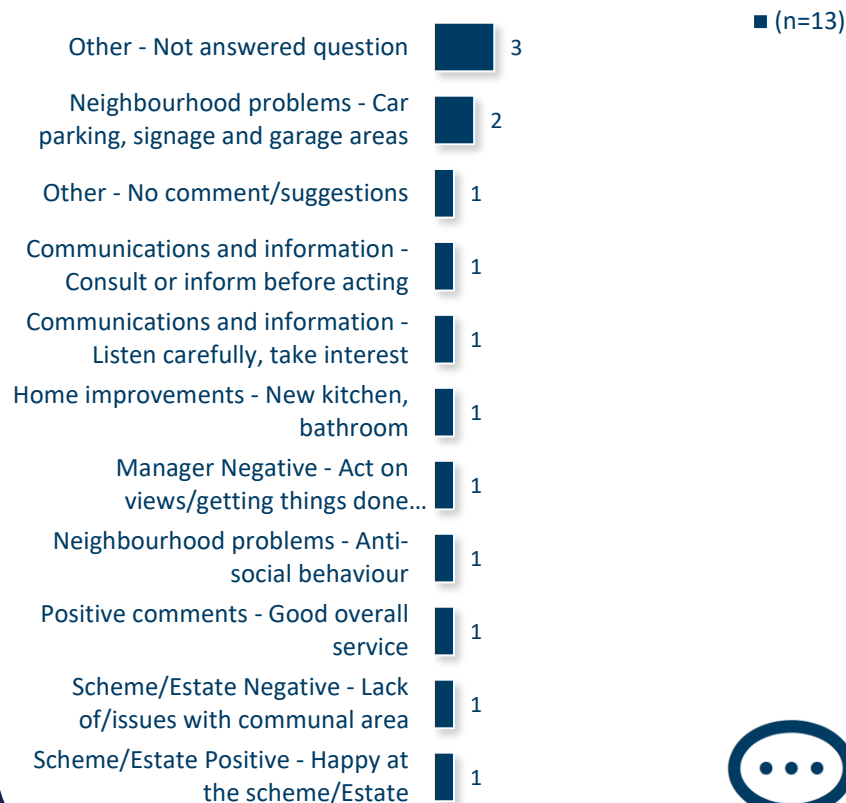 (n=13)
Other - Not answered question 3
Neighbourhood problems - Car
parking, signage and garage areas 2
Other - No comment/suggestions 1
Communications and information -
Consult or inform before acting 1
Communications and information -
Listen carefully, take interest 1
Home improvements - New kitchen,
bathroom 1
Manager Negative - Act on
views/getting things done... 1
Neighbourhood problems - Anti-
social behaviour 1
Positive comments - Good overall
service 1
Scheme/Estate Negative - Lack
of/issues with communal area 1
Scheme/Estate Positive - Happy at
the scheme/Estate 1